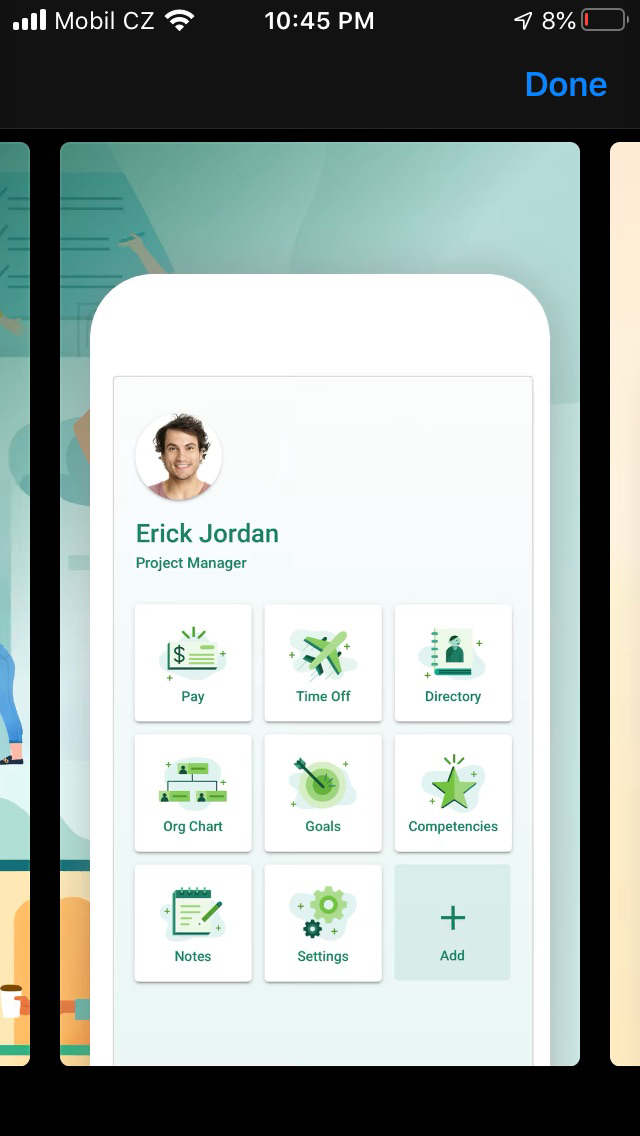 Mobil CZ 10:45 PM 8%
Done
Erick Jordan
Project Manager
$
Pay Time Off Directory
Org Chart Goals Competencies
Notes Settings Add